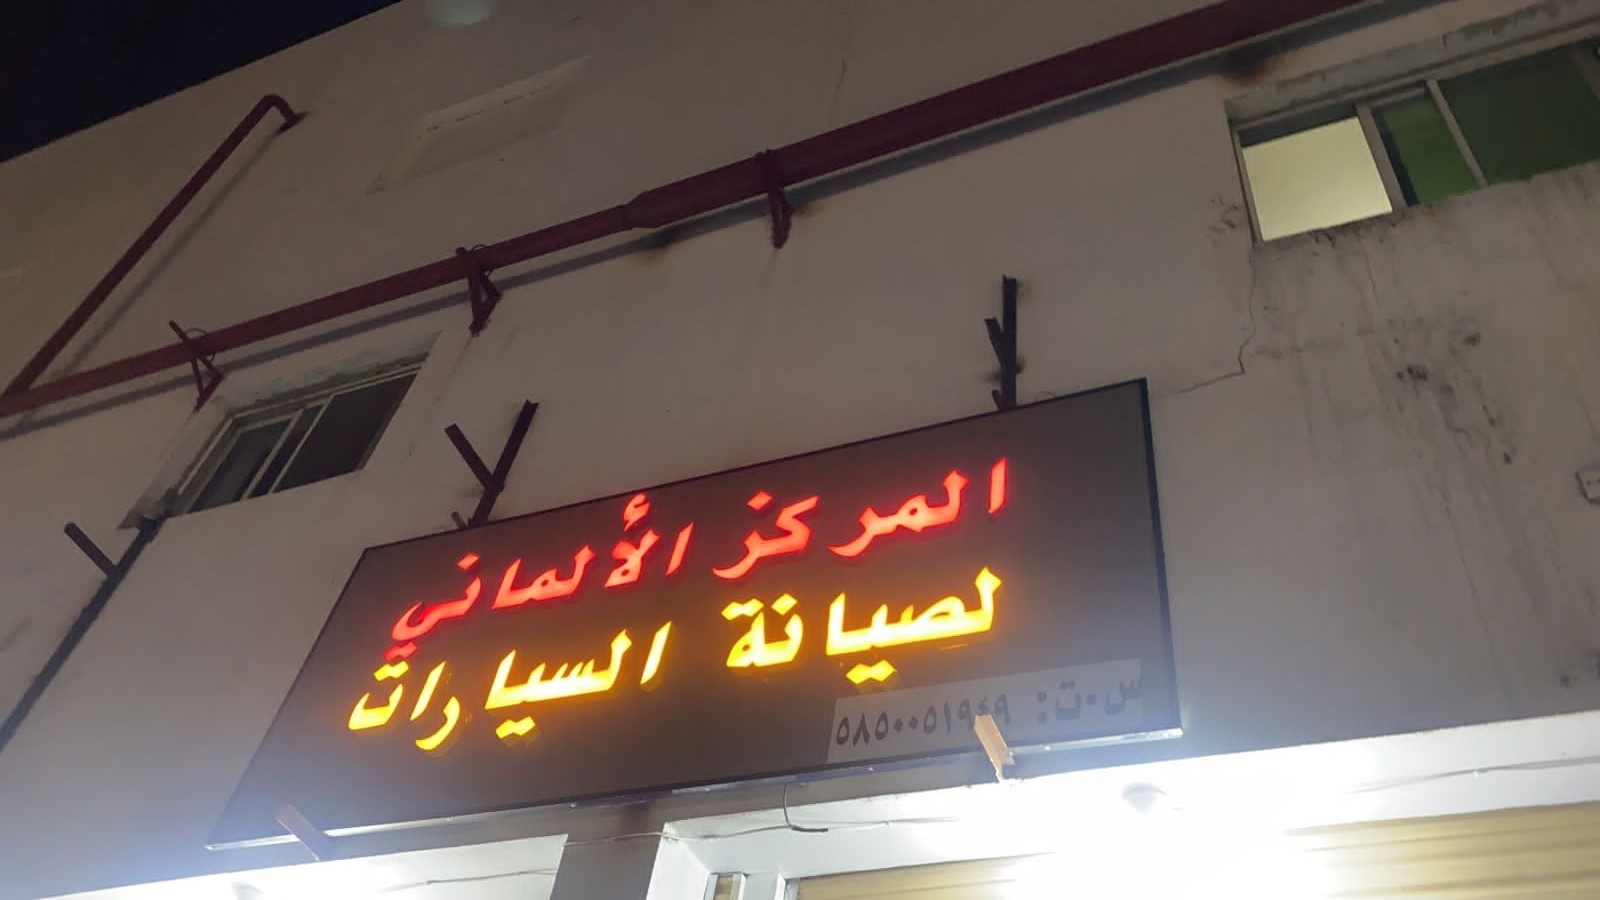 المركز الألماني
لصيانة السيارات
س.ت: ٥٨٥٠٠٥١٩٤٩